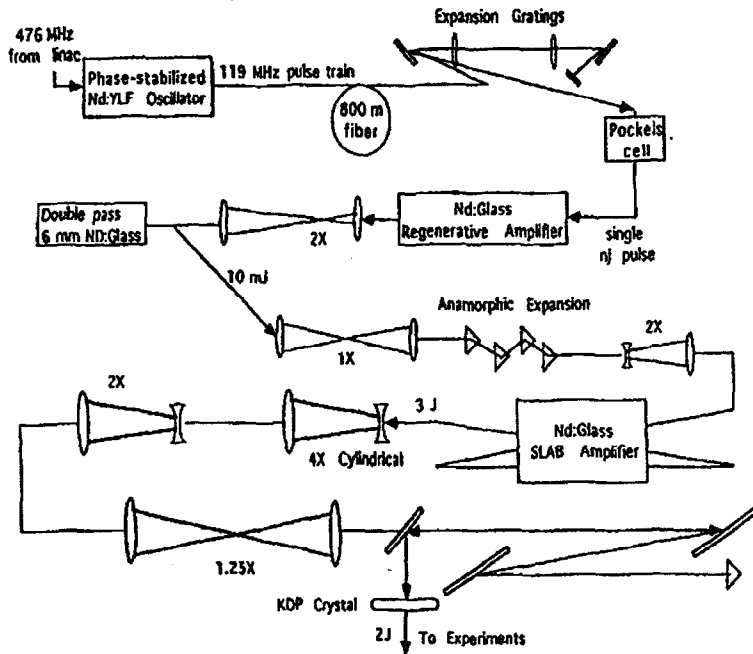 Expansion Gratings
476 MHz
from linac
Phase-stabilized
Nd:YLF Oscillator
119 MHz pulse train
800 m
fiber
Pockels
cell
Double pass
6 mm ND:Glass
2X
Nd:Glass
Regenerative Amplifier
single
nj pulse
10 mJ
1X
Anamorphic Expansion
2X
2X
4X Cylindrical
3 J
Nd:Glass
SLAB Amplifier
1.25X
KDP Crystal
2J
To Experiments